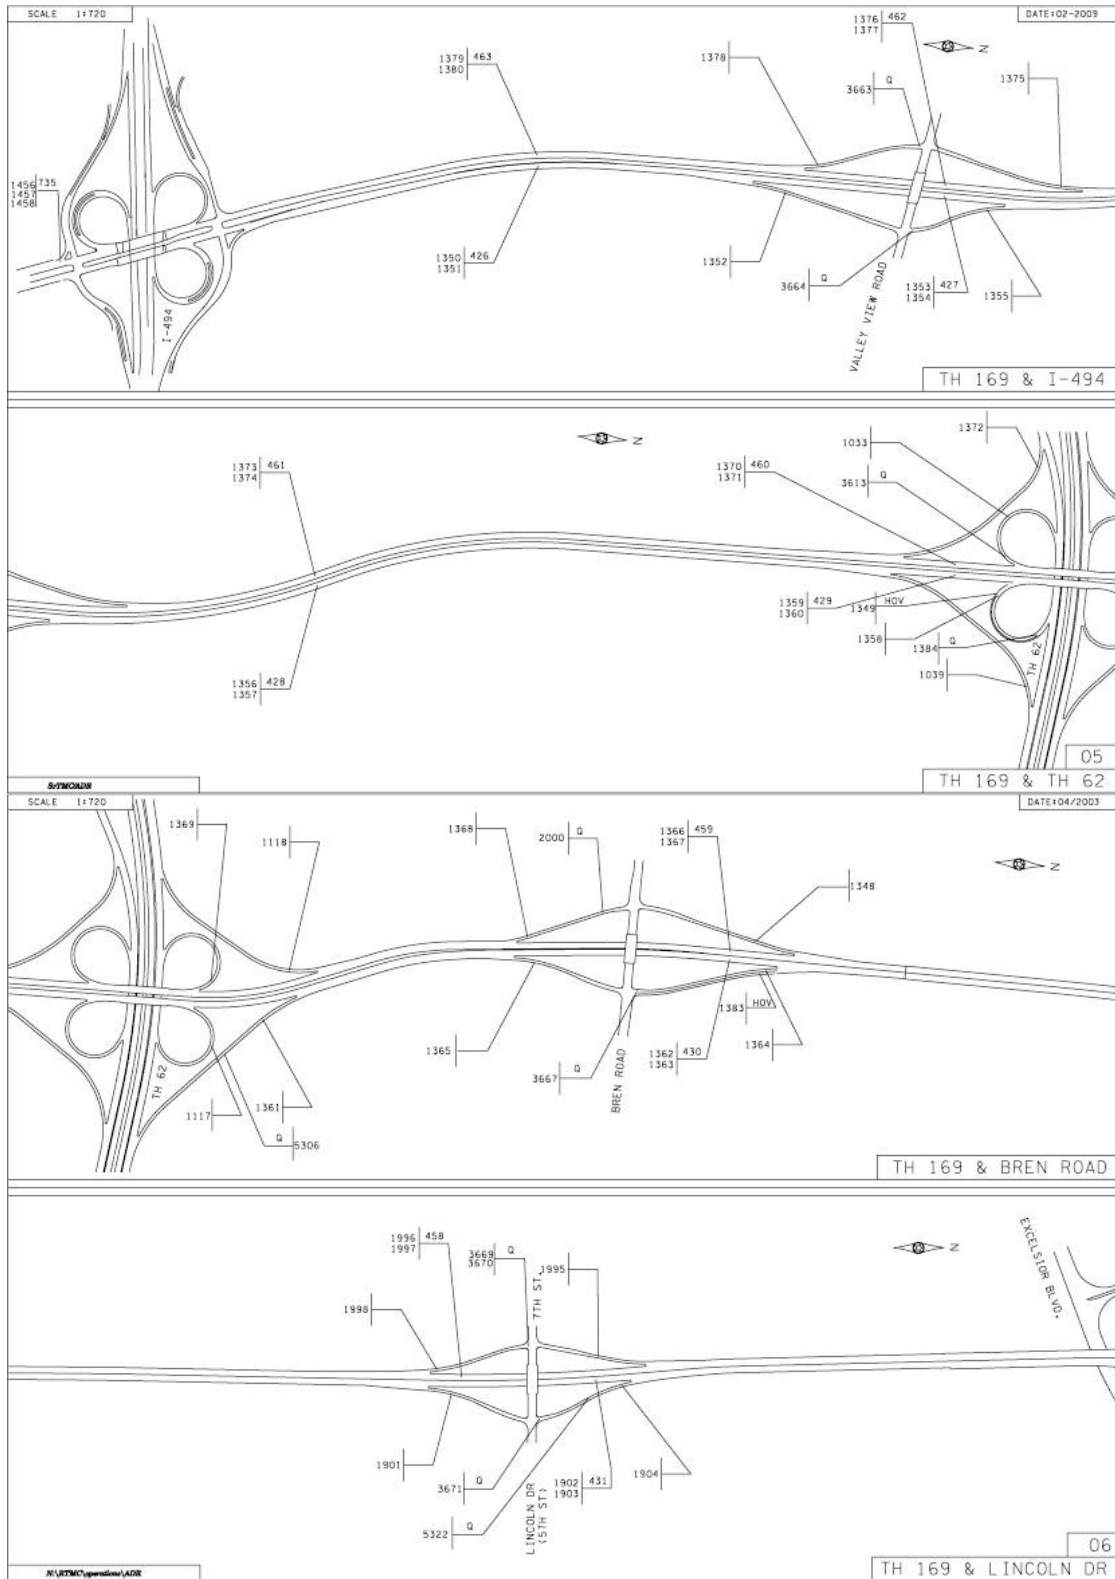 SCALE 1:720
DATE:02-2009
1376 462
1377
N
1379 463
1380
1378
3663 Q
1375
1456 735
1457
1458
1350 426
1351
1352
3664 Q
1353 427
1354
1355
I-494
VALLEY VIEW ROAD
TH 169 & I-494
N
1372
1033
1373 461
1374
1370 460
1371
3613 Q
1359 429
1360
1349 HOV
1358
1384 Q
1039
TH 62
1356 428
1357
05
TH 169 & TH 62
SCALE 1:720
DATE:04/2003
1369
1118
1368
2000 Q
1366 459
1367
N
1348
1365
3667 Q
1362 430
1363
1383 HOV
1364
BREN ROAD
TH 62
1117
1361
Q 5306
TH 169 & BREN ROAD
1996 458
1997
3669 Q
3670
1995
7TH ST.
N
EXCELSIOR BLVD.
1998
1901
3671 Q
1902 431
1903
1904
5322 Q
LINCOLN DR
(5TH ST)
06
N:\RTMC\operations\ADR
TH 169 & LINCOLN DR